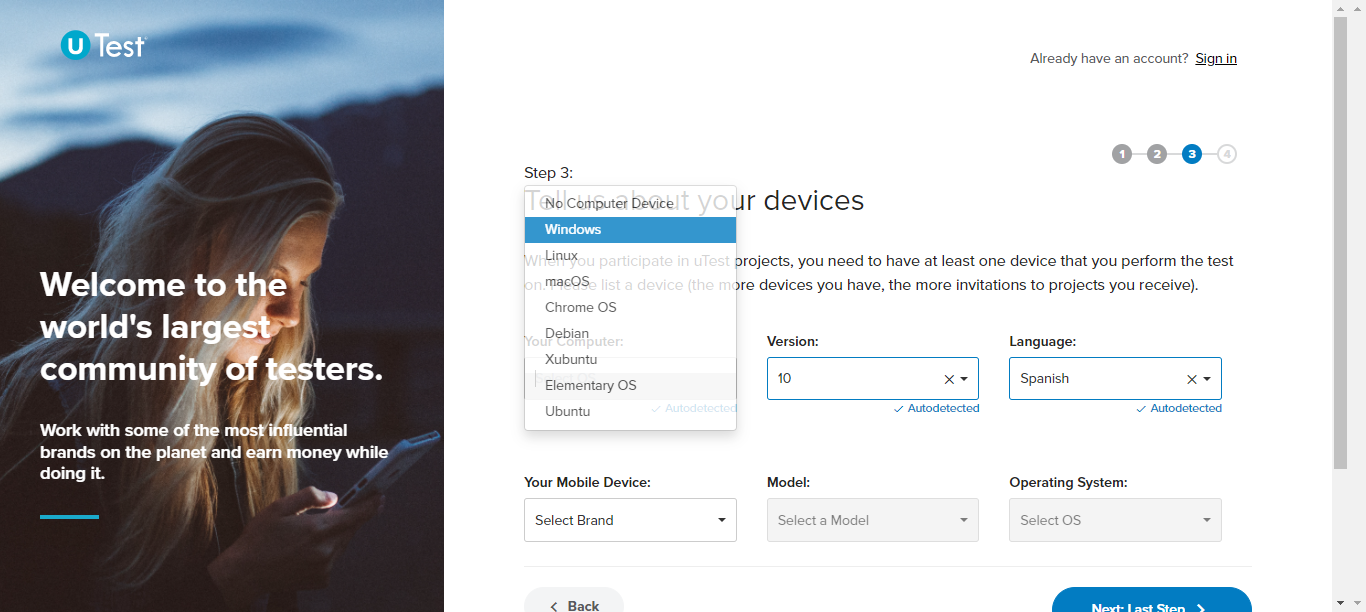 U Test
Already have an account? Sign in
1 2 3 4
Step 3:
Tell us about your devices
When you participate in uTest projects, you need to have at least one device that you perform the test
on. Please list a device (the more devices you have, the more invitations to projects you receive).
No Computer Device
Windows
Linux
macOS
Chrome OS
Debian
Xubuntu
Elementary OS
Ubuntu
Your Computer:
Autodetected
Version:
10
Autodetected
Language:
Spanish
Autodetected
Your Mobile Device:
Select Brand
Model:
Select a Model
Operating System:
Select OS
Back
Next: Last Step
Welcome to the
world's largest
community of testers.
Work with some of the most influential
brands on the planet and earn money while
doing it.